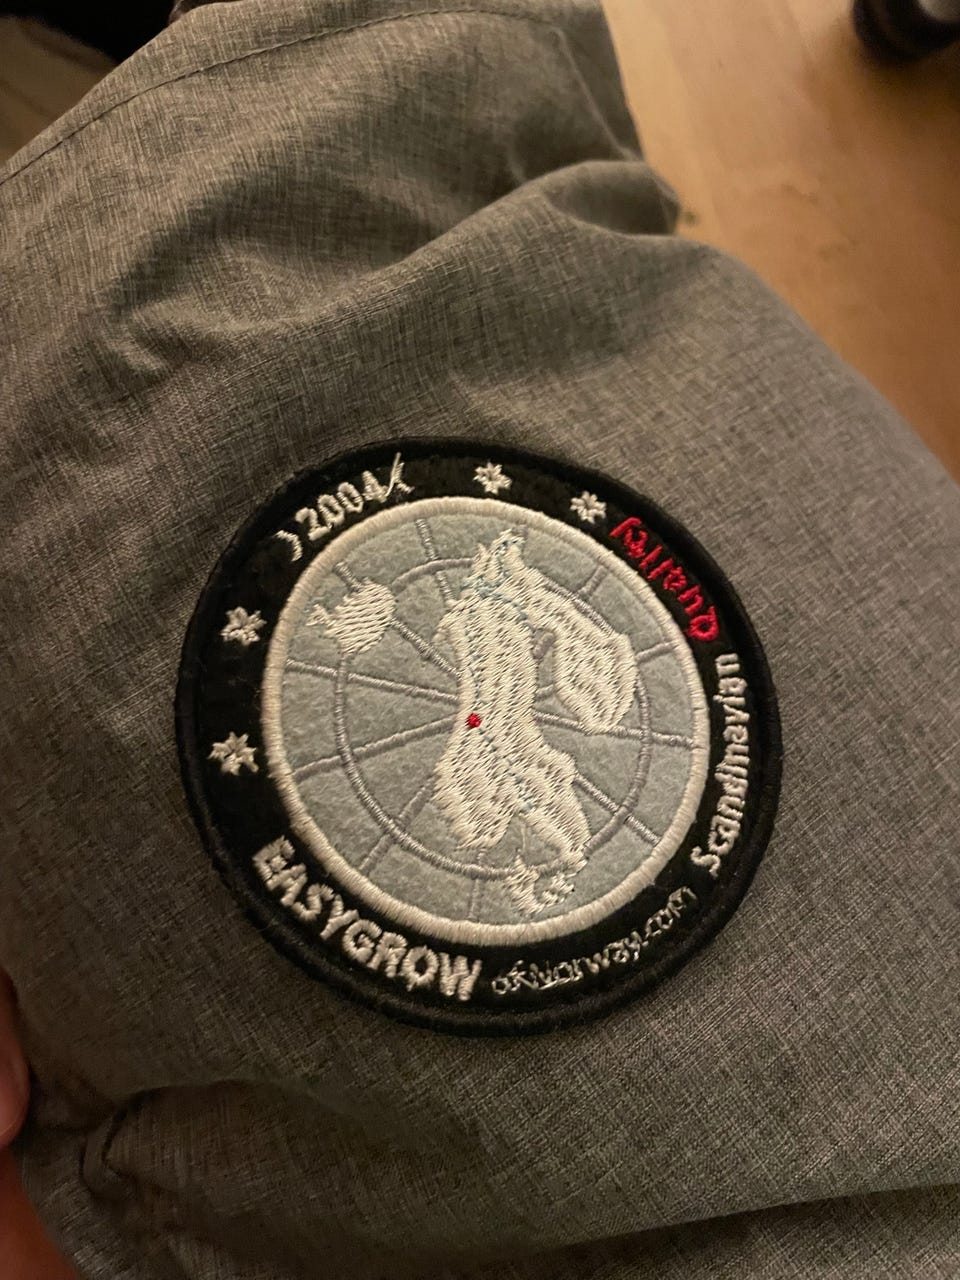 2004
EASYGROW
ofNorway.com
Scandinavian
quality